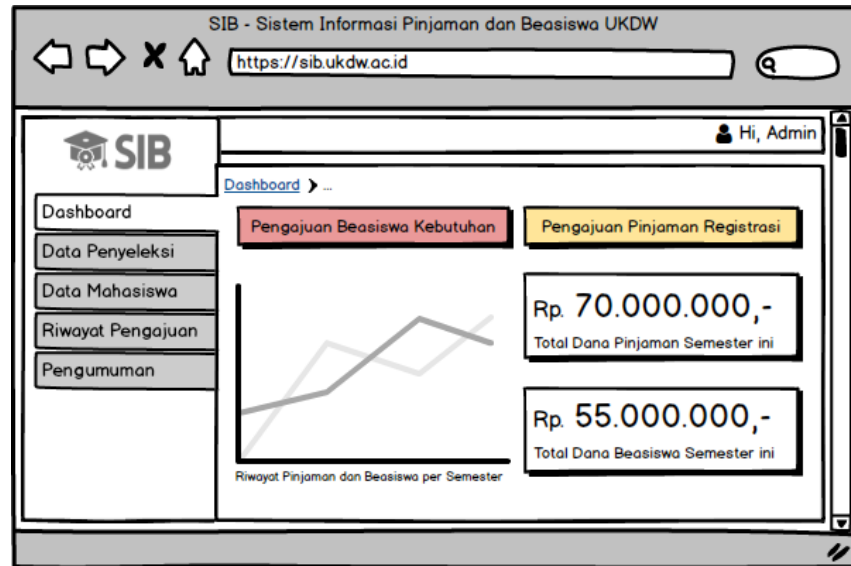 SIB - Sistem Informasi Pinjaman dan Beasiswa UKDW
https://sib.ukdw.ac.id
SIB
Hi, Admin
Dashboard
Data Penyeleksi
Data Mahasiswa
Riwayat Pengajuan
Pengumuman
Dashboard ❯ ...
Pengajuan Beasiswa Kebutuhan
Pengajuan Pinjaman Registrasi
Riwayat Pinjaman dan Beasiswa per Semester
Rp. 70.000.000,-
Total Dana Pinjaman Semester ini
Rp. 55.000.000,-
Total Dana Beasiswa Semester ini